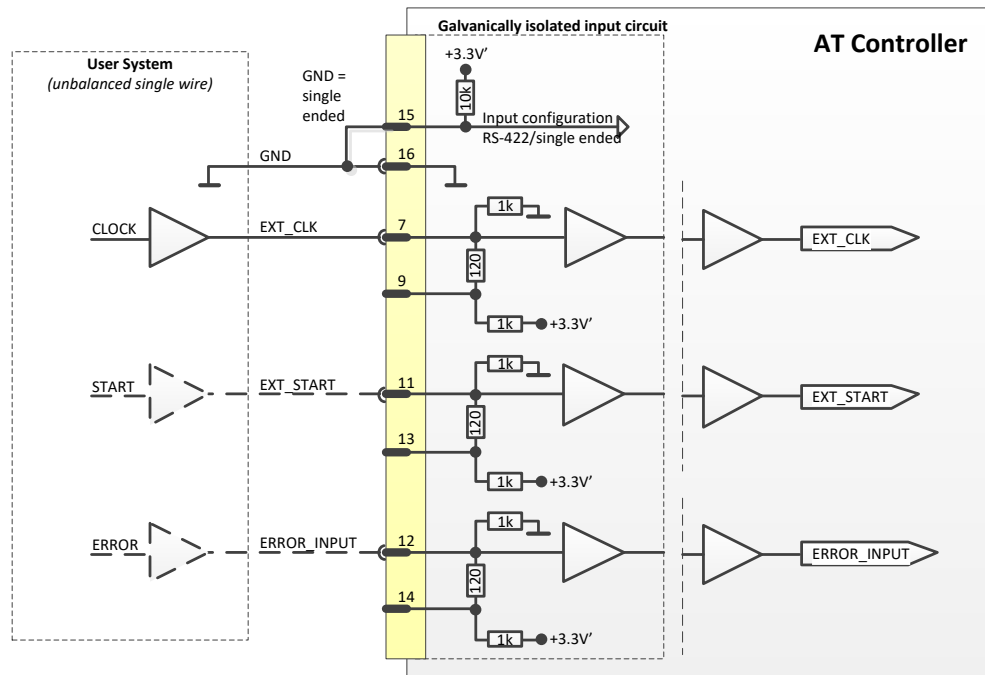 Galvanically isolated input circuit
AT Controller
User System
(unbalanced single wire)
GND =
single
ended
+3.3V’
10k
15
Input configuration
RS-422/single ended
16
GND
1k
CLOCK
EXT_CLK
7
EXT_CLK
120
9
1k
+3.3V’
1k
START
EXT_START
11
EXT_START
120
13
1k
+3.3V’
1k
ERROR
ERROR_INPUT
12
ERROR_INPUT
120
14
1k
+3.3V’